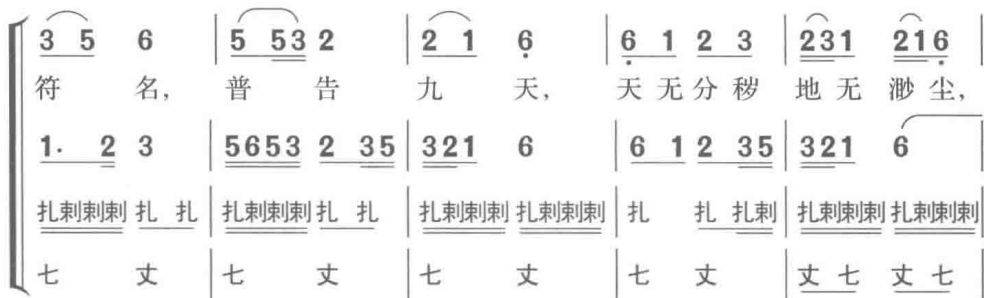 3 5 6 | 5 53 2 | 2 1 6̣ | 6̣ 1 2 3 | 231 216̣ |
符 名, 普 告 九 天, 天 无 分 秽 地 无 渺 尘,
1. 2 3 | 5653 2 35 | 321 6 | 6 1 2 35 | 321 6 |
扎刺刺刺 扎 扎 | 扎刺刺刺 扎 扎 | 扎刺刺刺 扎刺刺刺 | 扎 扎 扎刺 | 扎刺刺刺 扎刺刺刺 |
七 丈 | 七 丈 | 七 丈 | 七 丈 | 丈 七 丈 七 |